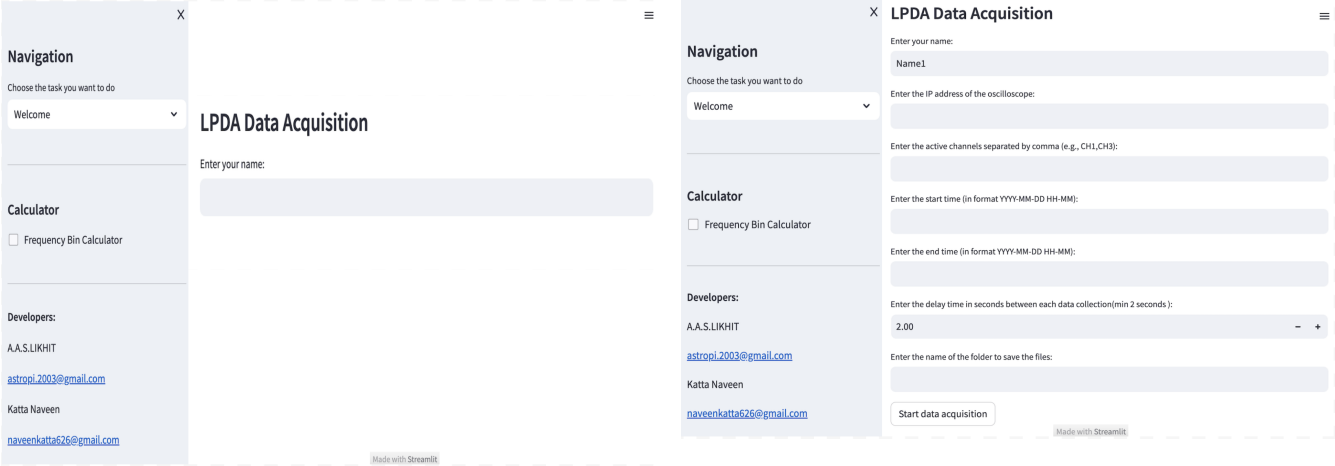 X
Navigation
Choose the task you want to do
Welcome
Calculator
Frequency Bin Calculator
Developers:
A.A.S.LIKHIT
astropi.2003@gmail.com
Katta Naveen
naveenkatta626@gmail.com
LPDA Data Acquisition
Enter your name:
Made with Streamlit
X
Navigation
Choose the task you want to do
Welcome
Calculator
Frequency Bin Calculator
Developers:
A.A.S.LIKHIT
astropi.2003@gmail.com
Katta Naveen
naveenkatta626@gmail.com
LPDA Data Acquisition
Enter your name:
Name1
Enter the IP address of the oscilloscope:
Enter the active channels separated by comma (e.g., CH1,CH3):
Enter the start time (in format YYYY-MM-DD HH-MM):
Enter the end time (in format YYYY-MM-DD HH-MM):
Enter the delay time in seconds between each data collection(min 2 seconds ):
2.00 - +
Enter the name of the folder to save the files:
Start data acquisition
Made with Streamlit